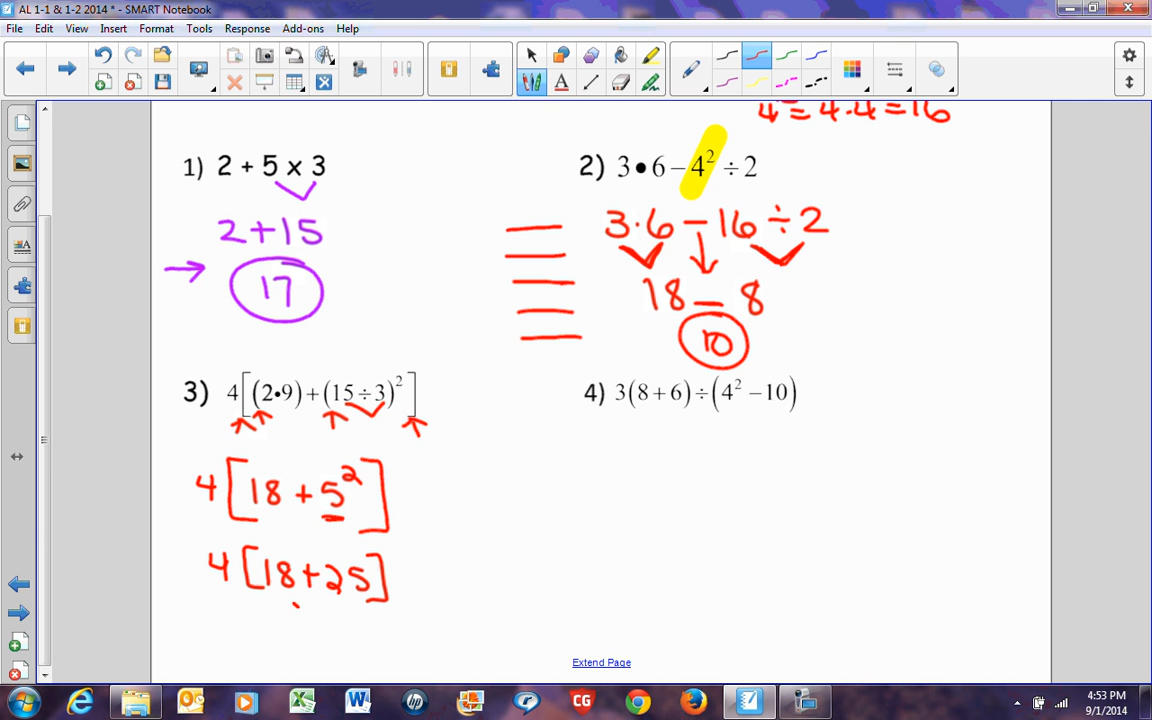 AL 1-1 & 1-2 2014 * - SMART Notebook
File Edit View Insert Format Tools Response Add-ons Help
4² = 4·4=16
1) 2 + 5 x 3
2+15
→ 17
2) 3•6−4²÷2
3·6 − 16 ÷ 2
18 − 8
10
3) 4[(2•9)+(15÷3)²]
4[18 + 5²]
4[18+25]
4) 3(8+6)÷(4²−10)
Extend Page
4:53 PM
9/1/2014